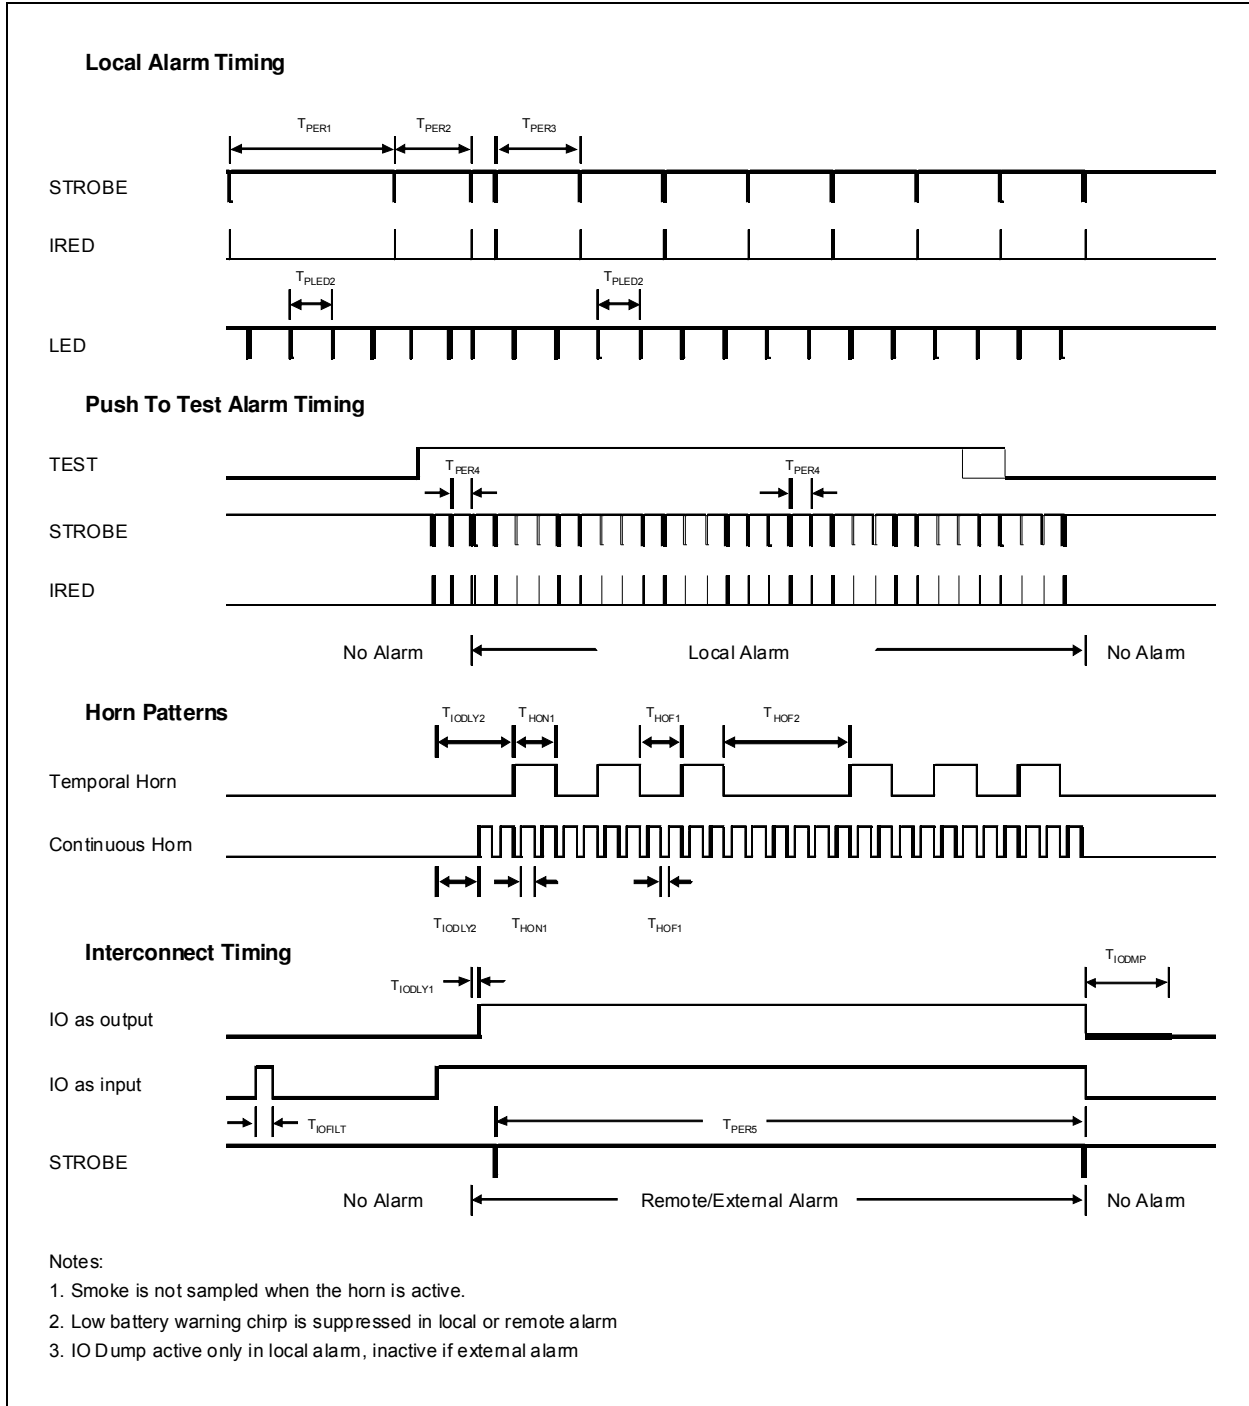 Local Alarm Timing
TPER1 TPER2 TPER3
STROBE
IRED
TPLED2 TPLED2
LED
Push To Test Alarm Timing
TEST
TPER4 TPER4
STROBE
IRED
No Alarm Local Alarm No Alarm
Horn Patterns
TIODLY2 THON1 THOF1 THOF2
Temporal Horn
Continuous Horn
TIODLY2 THON1 THOF1
Interconnect Timing
TIODMP
TIODLY1
IO as output
IO as input
TIOFILT TPER5
STROBE
No Alarm Remote/External Alarm No Alarm
Notes:
1. Smoke is not sampled when the horn is active.
2. Low battery warning chirp is suppressed in local or remote alarm
3. IO Dump active only in local alarm, inactive if external alarm